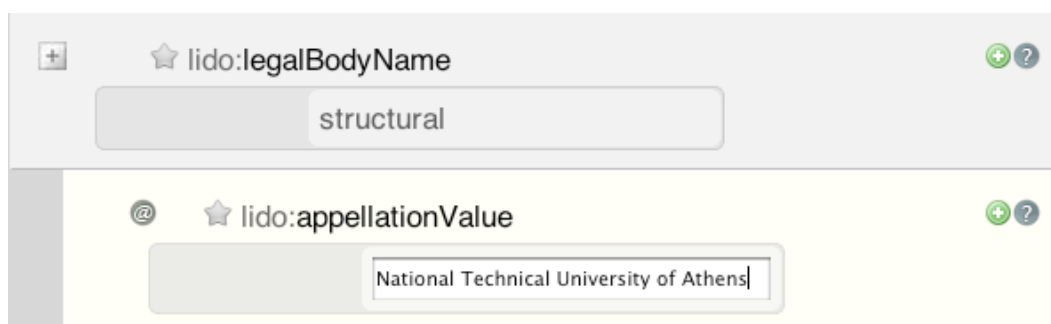 lido:legalBodyName
structural
@ lido:appellationValue
National Technical University of Athens